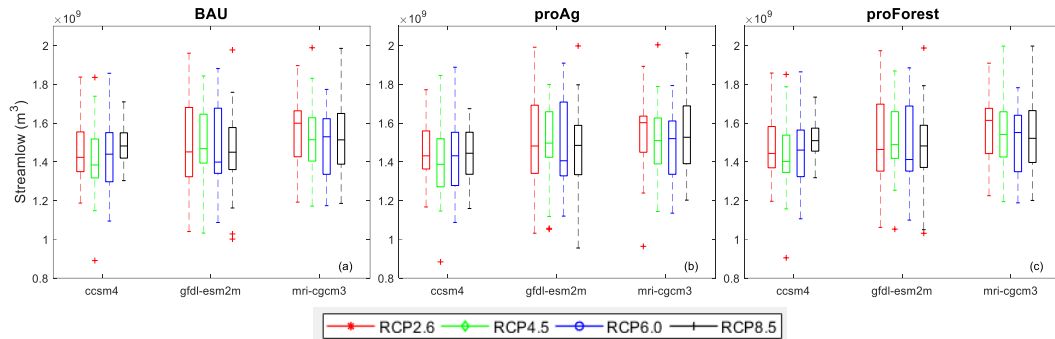 BAU
proAg
proForest
×10⁹
×10⁹
×10⁹
2
1.8
1.6
1.4
1.2
1
0.8
Streamlow (m³)
(a)
ccsm4
gfdl-esm2m
mri-cgcm3
2
1.8
1.6
1.4
1.2
1
0.8
(b)
ccsm4
gfdl-esm2m
mri-cgcm3
2
1.8
1.6
1.4
1.2
1
0.8
(c)
ccsm4
gfdl-esm2m
mri-cgcm3
RCP2.6 RCP4.5 RCP6.0 RCP8.5